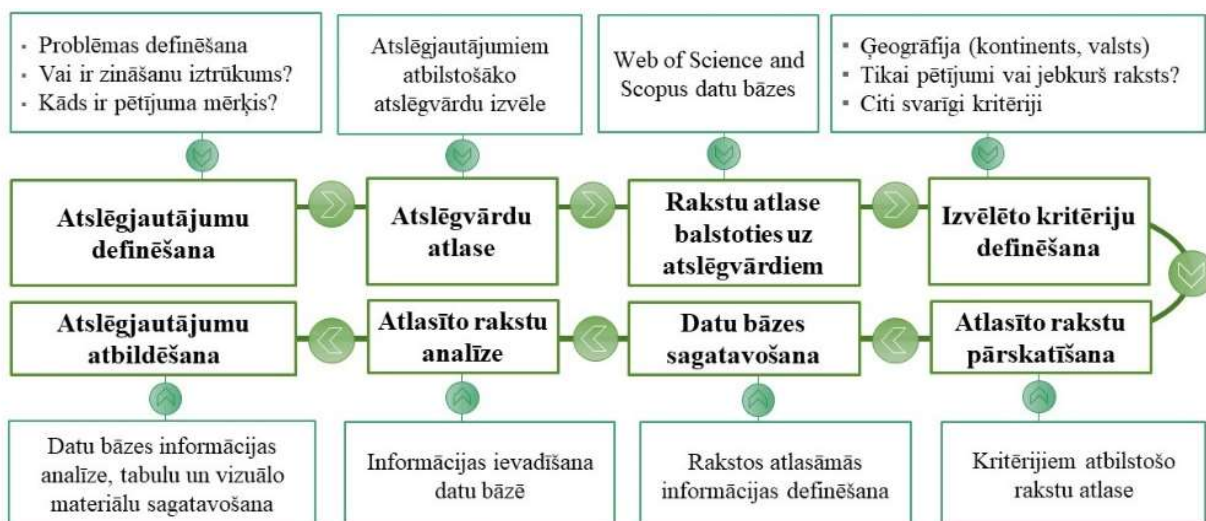 ▪ Problēmas definēšana
▪ Vai ir zināšanu iztrūkums?
▪ Kāds ir pētījuma mērķis?
Atslēgjautājumiem
atbilstošāko
atslēgvārdu izvēle
Web of Science and
Scopus datu bāzes
▪ Ģeogrāfija (kontinents, valsts)
▪ Tikai pētījumi vai jebkurš raksts?
▪ Citi svarīgi kritēriji
Atslēgjautājumu
definēšana
Atslēgvārdu
atlase
Rakstu atlase
balstoties uz
atslēgvārdiem
Izvēlēto kritēriju
definēšana
Atslēgjautājumu
atbildēšana
Atlasīto rakstu
analīze
Datu bāzes
sagatavošana
Atlasīto rakstu
pārskatīšana
Datu bāzes informācijas
analīze, tabulu un vizuālo
materiālu sagatavošana
Informācijas ievadīšana
datu bāzē
Rakstos atlasāmās
informācijas definēšana
Kritērijiem atbilstošo
rakstu atlase